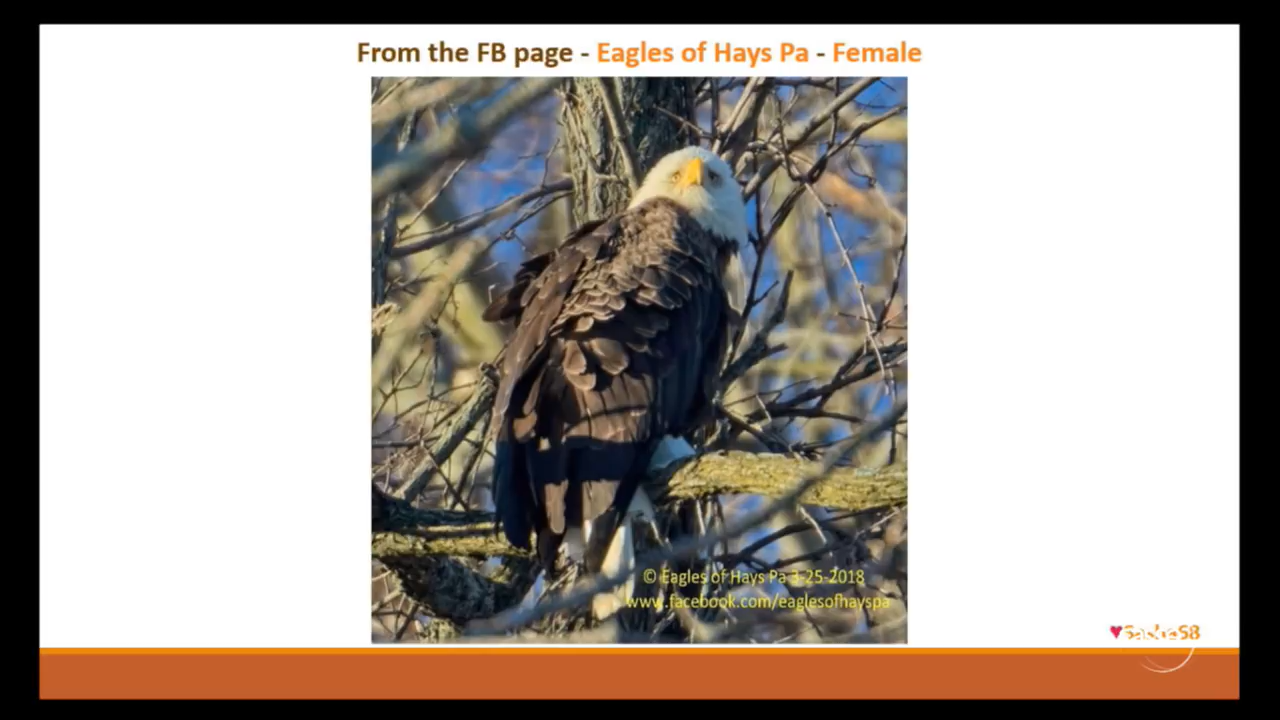 From the FB page - Eagles of Hays Pa - Female
© Eagles of Hays Pa 3-25-2018
www.facebook.com/eaglesofhayspa